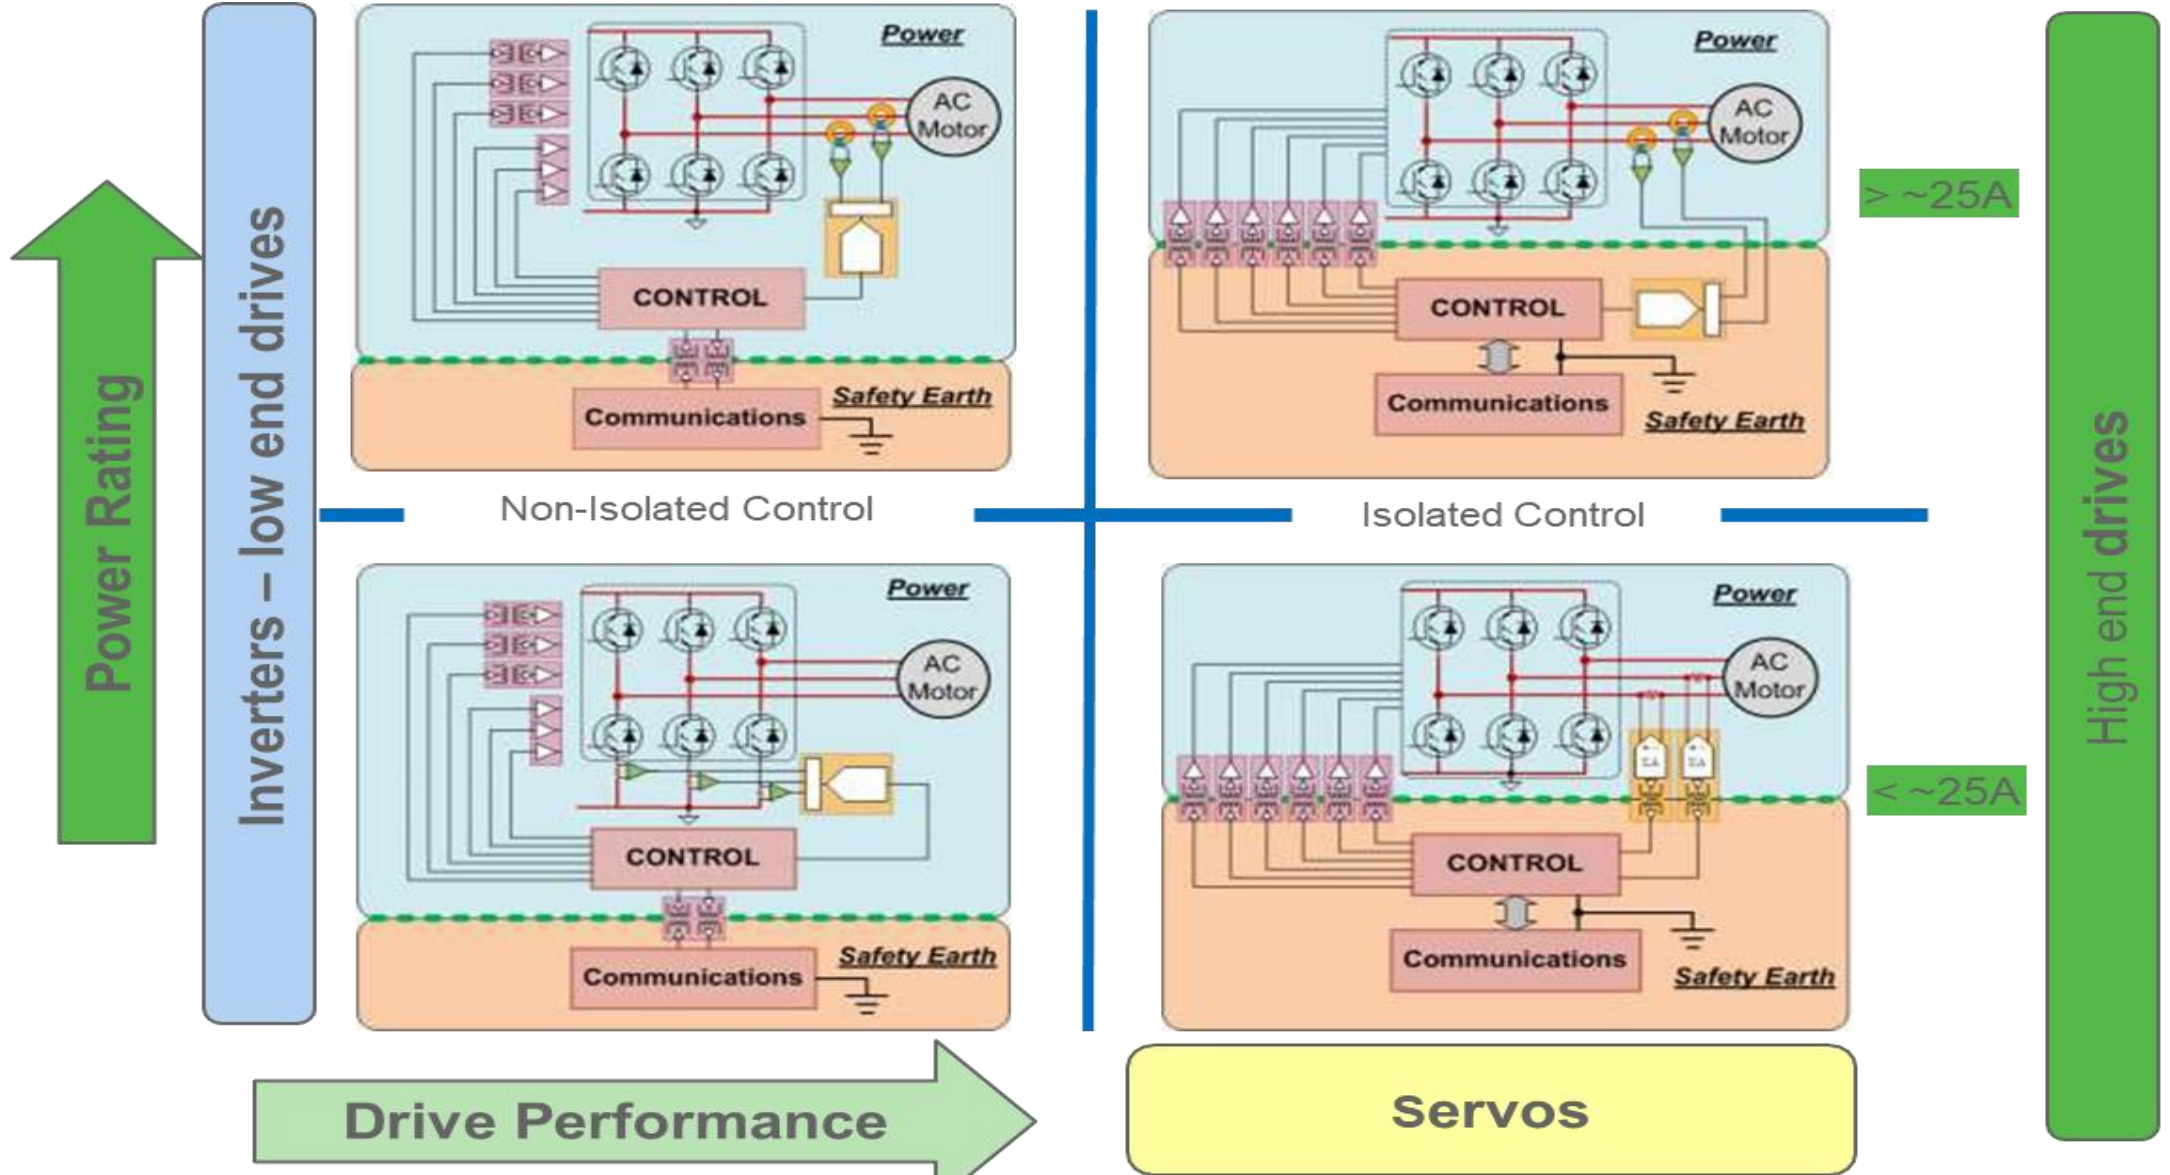 Power Rating
Inverters – low end drives
Power
AC
Motor
CONTROL
Communications
Safety Earth
Power
AC
Motor
CONTROL
Communications
Safety Earth
> ~25A
High end drives
Non-Isolated Control
Isolated Control
Power
AC
Motor
CONTROL
Communications
Safety Earth
Power
AC
Motor
ΣΔ
ΣΔ
CONTROL
Communications
Safety Earth
< ~25A
Drive Performance
Servos